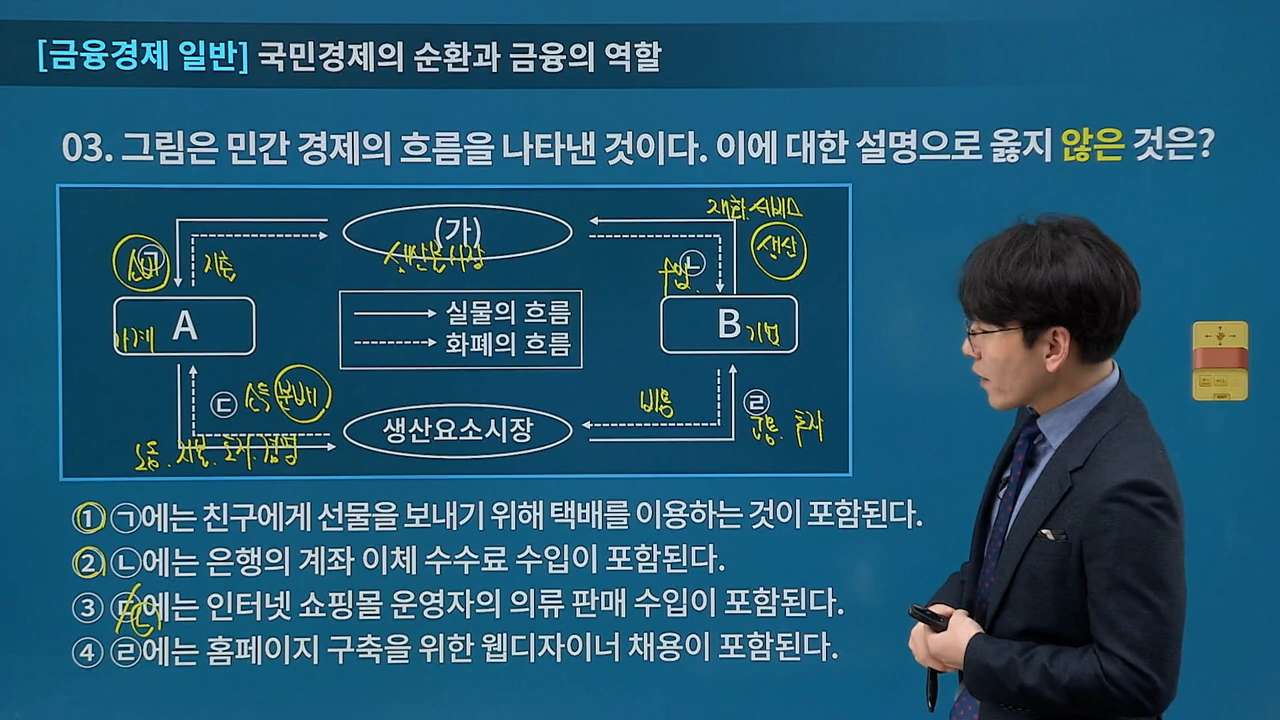 [금융경제 일반] 국민경제의 순환과 금융의 역할
03. 그림은 민간 경제의 흐름을 나타낸 것이다. 이에 대한 설명으로 옳지 않은 것은?
재화. 서비스
(가)
생산물시장
소비
㉠
지출
수입.
㉡
생산
A
가계
실물의 흐름
화폐의 흐름
B
기업
㉢
소득
분배
비용
㉣
고용. 투자
생산요소시장
노동. 자본. 토지. 경영
① ㉠에는 친구에게 선물을 보내기 위해 택배를 이용하는 것이 포함된다.
② ㉡에는 은행의 계좌 이체 수수료 수입이 포함된다.
③ ㉢에는 인터넷 쇼핑몰 운영자의 의류 판매 수입이 포함된다.
④ ㉣에는 홈페이지 구축을 위한 웹디자이너 채용이 포함된다.